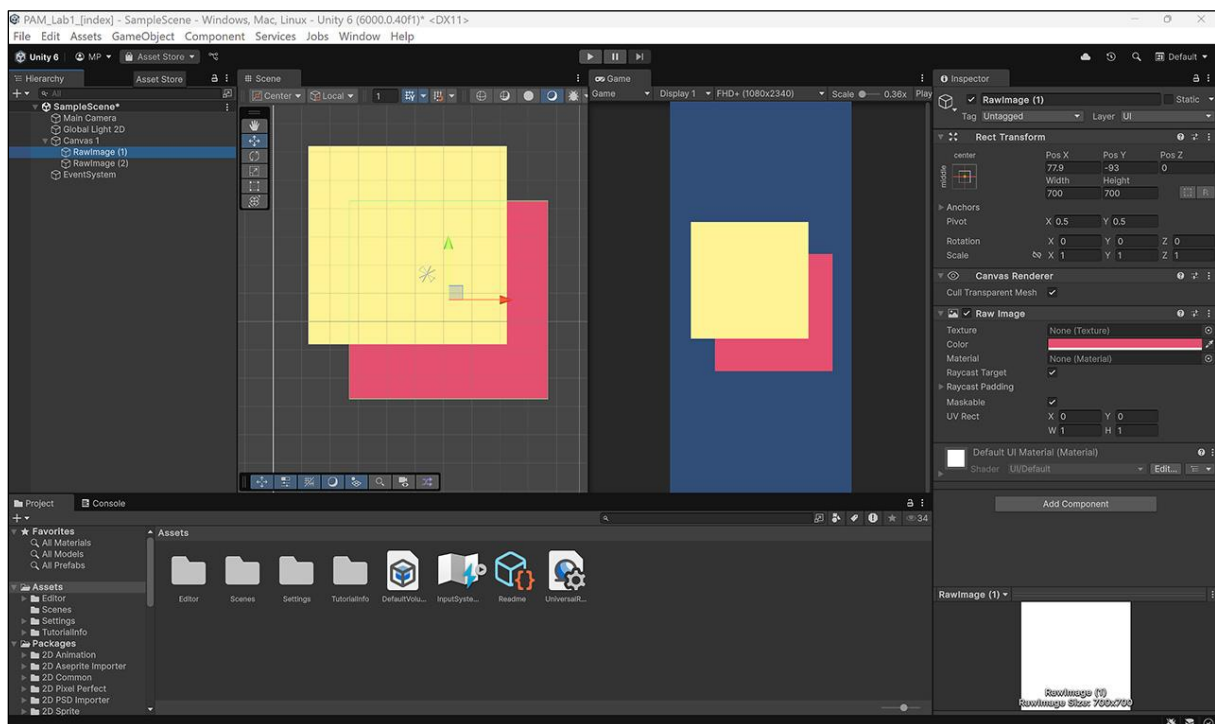 PAM_Lab1_[index] - SampleScene - Windows, Mac, Linux - Unity 6 (6000.0.40f1)* <DX11>
File Edit Assets GameObject Component Services Jobs Window Help
Unity 6 MP Asset Store Default
Hierarchy Asset Store
All
SampleScene*
Main Camera
Global Light 2D
Canvas 1
RawImage (1)
RawImage (2)
EventSystem
Scene
Center Local 1
Game
Game Display 1 FHD+ (1080x2340) Scale 0.36x Play
Inspector
RawImage (1) Static
Tag Untagged Layer UI
Rect Transform
center Pos X Pos Y Pos Z
middle 77.9 -93 0
Width Height
700 700 R
Anchors
Pivot X 0.5 Y 0.5
Rotation X 0 Y 0 Z 0
Scale X 1 Y 1 Z 1
Canvas Renderer
Cull Transparent Mesh
Raw Image
Texture None (Texture)
Color
Material None (Material)
Raycast Target
Raycast Padding
Maskable
UV Rect X 0 Y 0
W 1 H 1
Default UI Material (Material)
Shader UI/Default Edit...
Add Component
RawImage (1)
RawImage (1)
RawImage Size: 700x700
Project Console
34
Favorites
All Materials
All Models
All Prefabs
Assets
Editor
Scenes
Settings
TutorialInfo
Packages
2D Animation
2D Aseprite Importer
2D Common
2D Pixel Perfect
2D PSD Importer
2D Sprite
Assets
Editor Scenes Settings TutorialInfo DefaultVolu... InputSyste... Readme UniversalR...